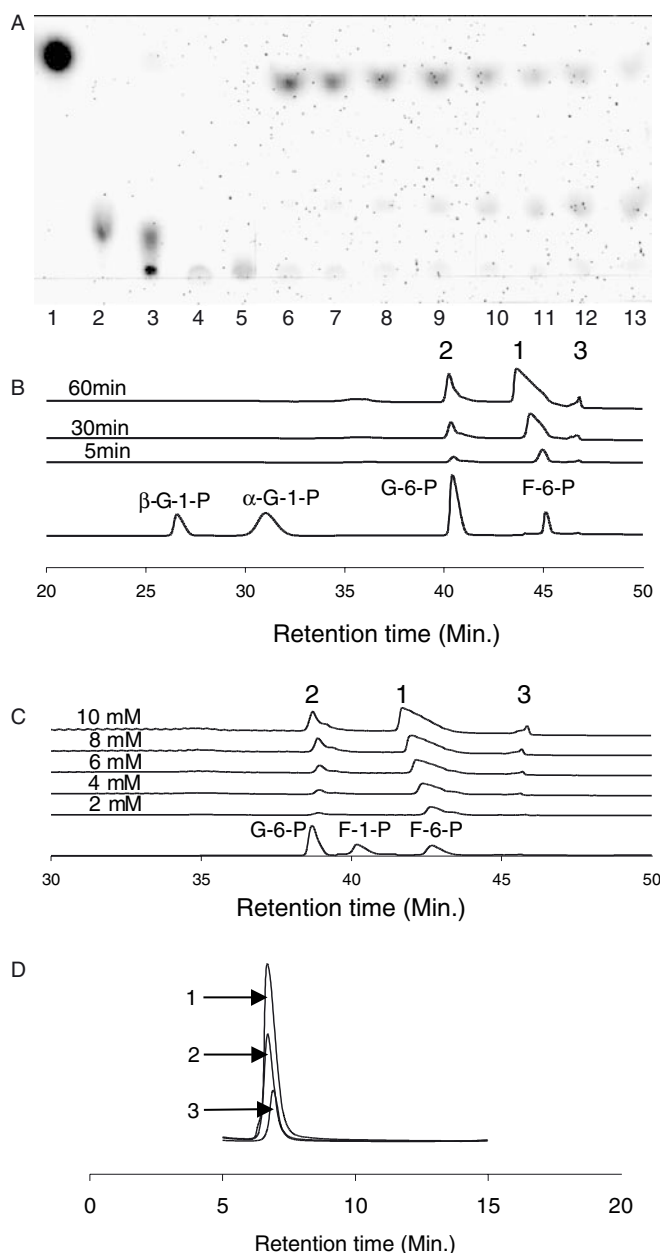 A
1 2 3 4 5 6 7 8 9 10 11 12 13
B
2 1 3
60min
30min
5min
β-G-1-P α-G-1-P G-6-P F-6-P
20 25 30 35 40 45 50
Retention time (Min.)
C
2 1 3
10 mM
8 mM
6 mM
4 mM
2 mM
G-6-P F-1-P F-6-P
30 35 40 45 50
Retention time (Min.)
D
1
2
3
0 5 10 15 20
Retention time (Min.)